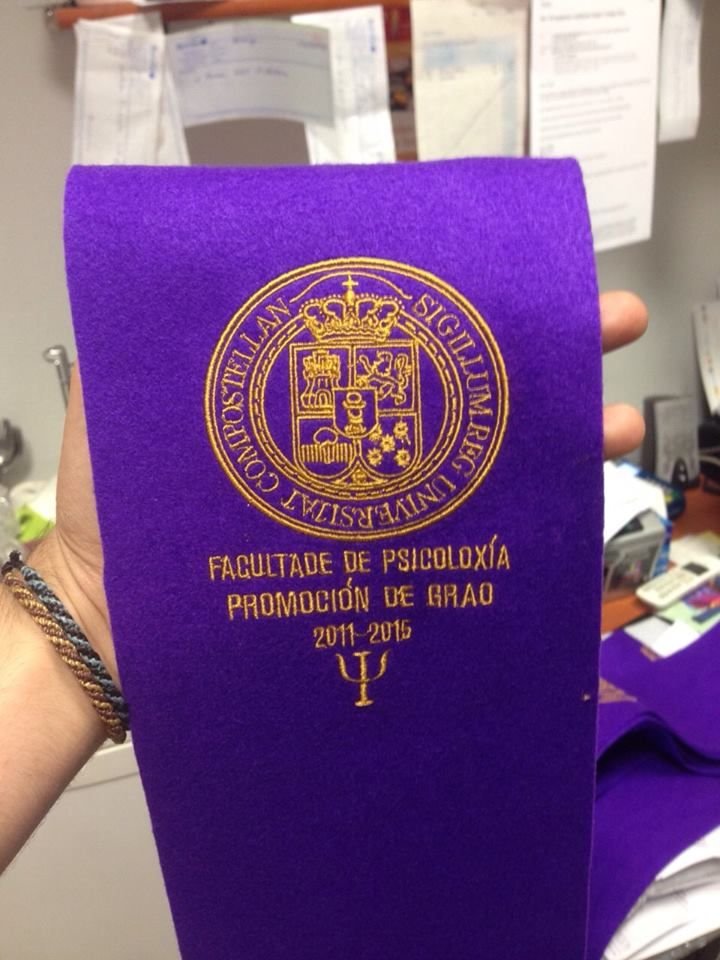 SIGILLUM REG UNIVERSITAT COMPOSTELLAN
FACULTADE DE PSICOLOXÍA
PROMOCIÓN DE GRAO
2011-2015
Ψ